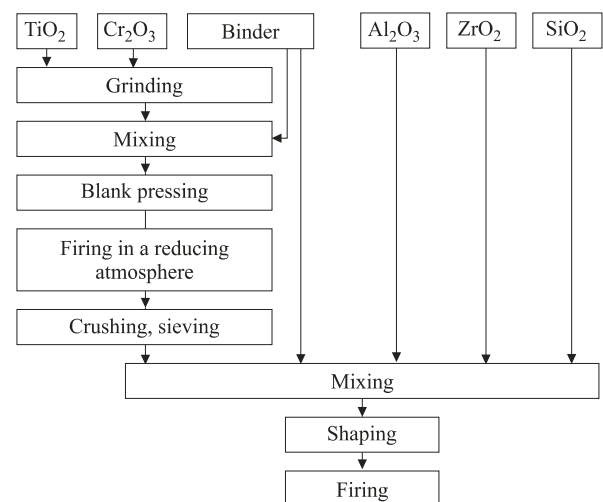 TiO₂
Cr₂O₃
Binder
Al₂O₃
ZrO₂
SiO₂
Grinding
Mixing
Blank pressing
Firing in a reducing
atmosphere
Crushing, sieving
Mixing
Shaping
Firing